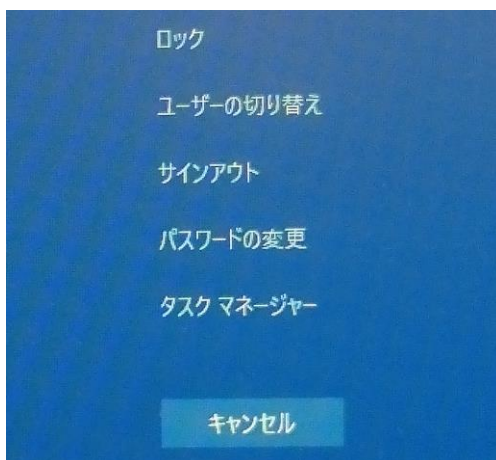 ロック
ユーザーの切り替え
サインアウト
パスワードの変更
タスク マネージャー
キャンセル